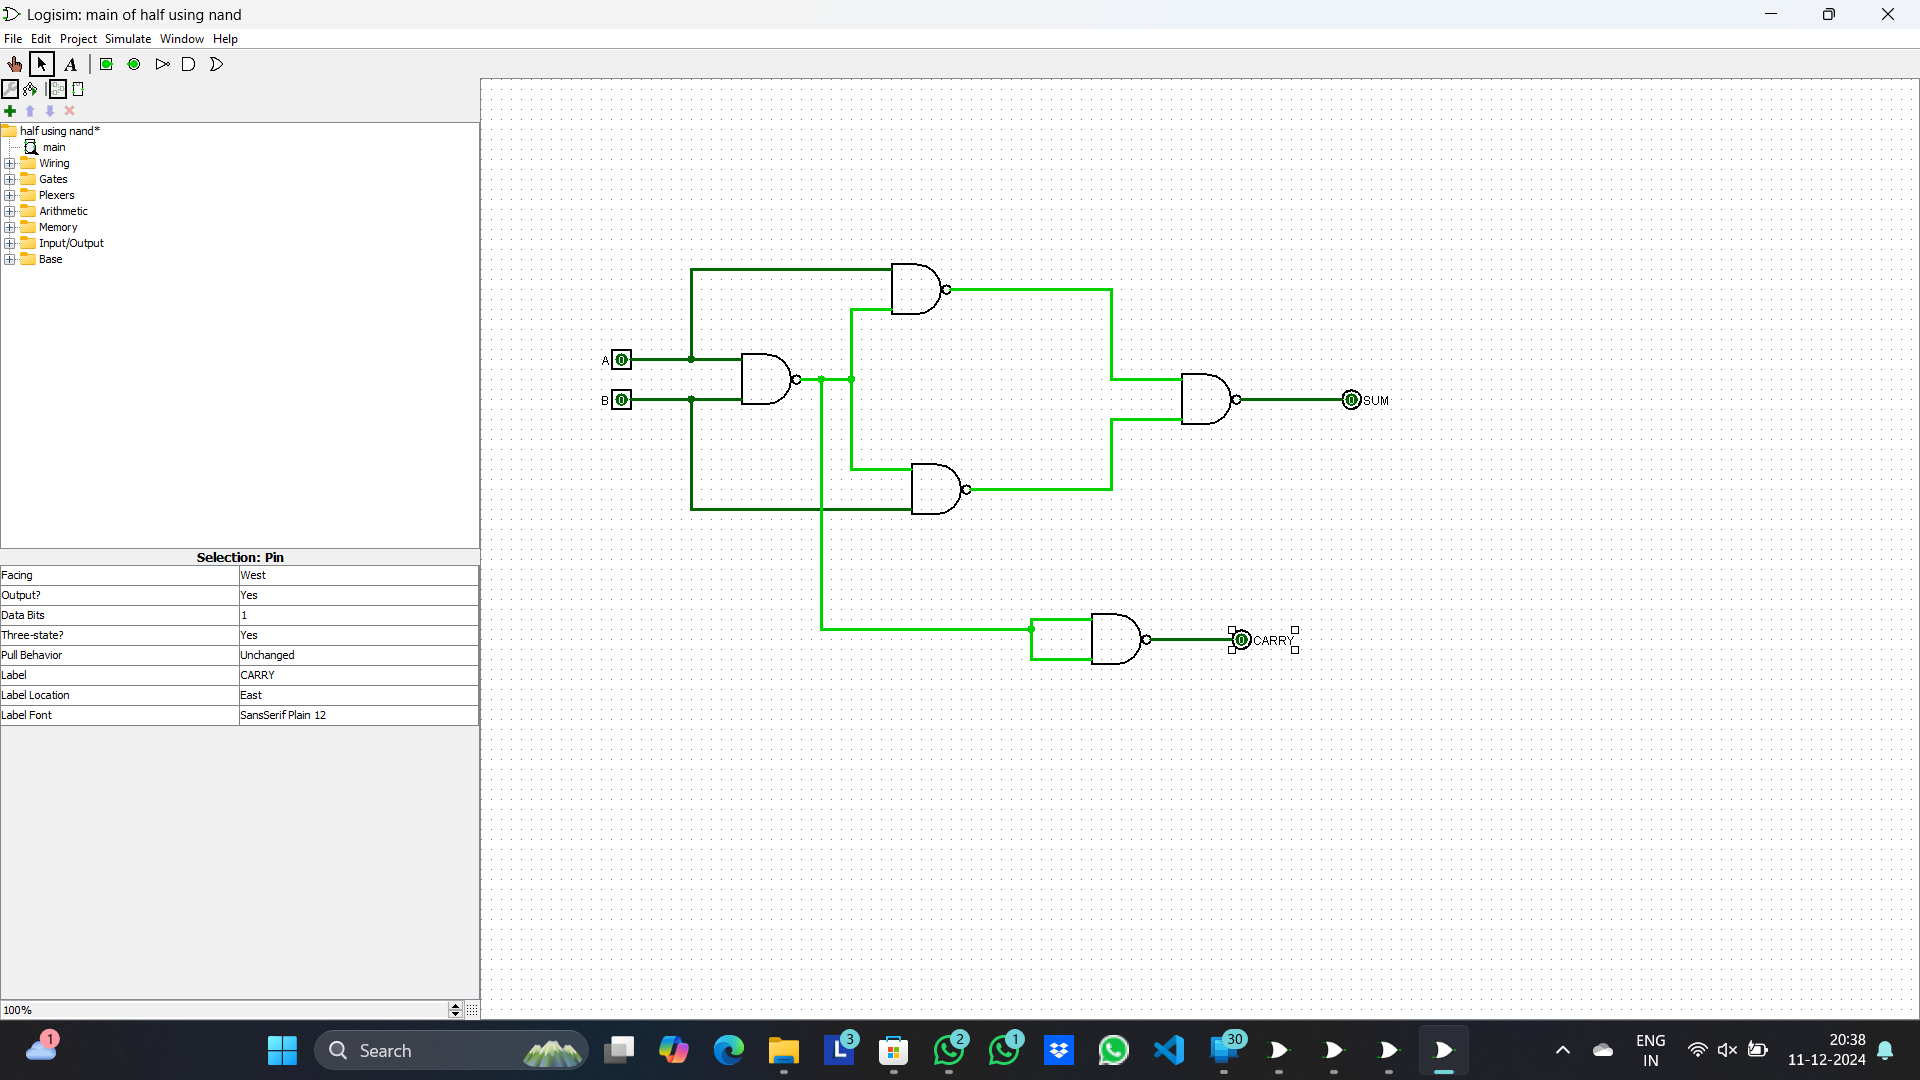 Logisim: main of half using nand
File Edit Project Simulate Window Help
A
half using nand*
main
Wiring
Gates
Plexers
Arithmetic
Memory
Input/Output
Base
Selection: Pin
Facing West
Output? Yes
Data Bits 1
Three-state? Yes
Pull Behavior Unchanged
Label CARRY
Label Location East
Label Font SansSerif Plain 12
100%
A 0
B 0
0 SUM
0 CARRY
1
Search
L 3
2
1
30
ENG
IN
20:38
11-12-2024